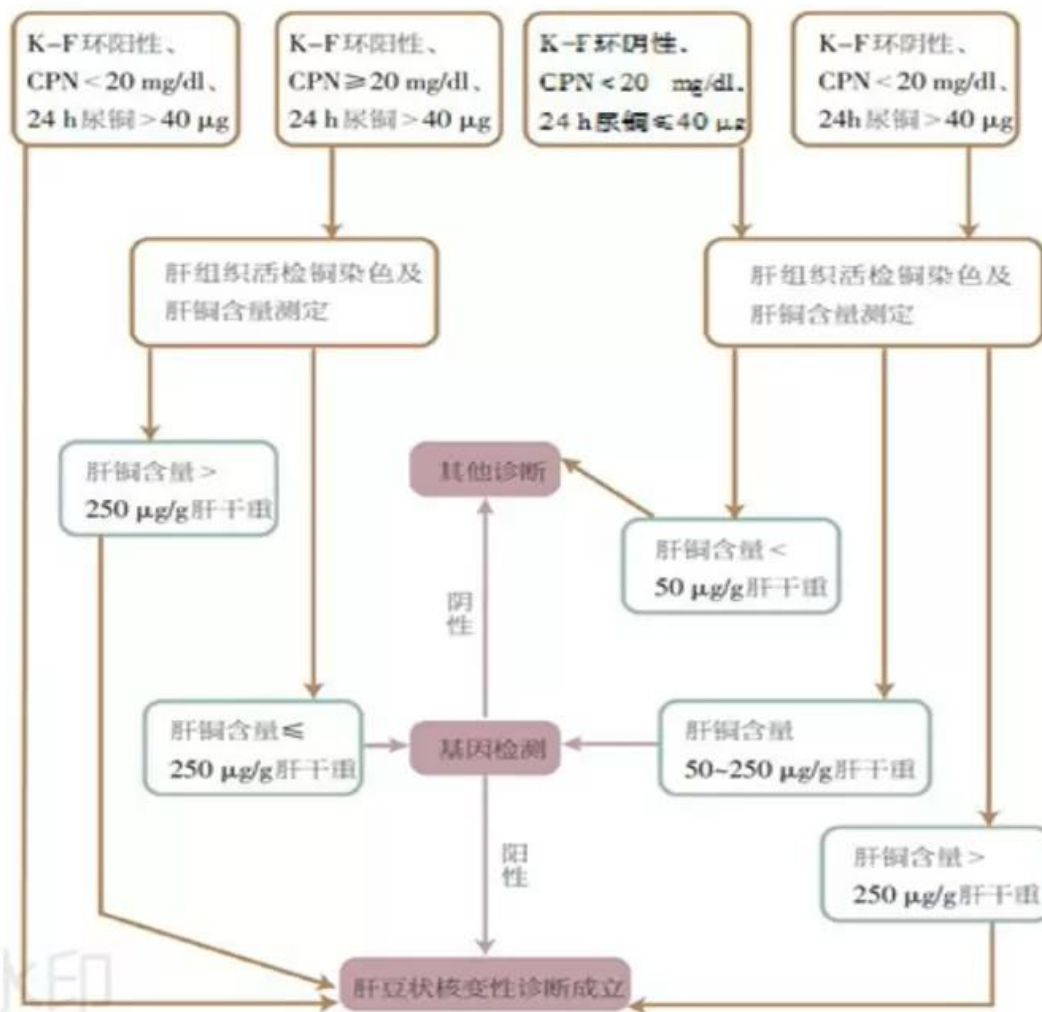 K-F环阳性、
CPN<20 mg/dl、
24 h尿铜>40 μg
K-F环阳性、
CPN≥20 mg/dl、
24 h尿铜>40 μg
K-F环阴性、
CPN<20 mg/dl、
24 h尿铜≤40 μg
K-F环阴性、
CPN<20 mg/dl、
24h尿铜>40 μg
肝组织活检铜染色及
肝铜含量测定
肝组织活检铜染色及
肝铜含量测定
肝铜含量>
250 μg/g肝干重
其他诊断
肝铜含量<
50 μg/g肝干重
阴性
肝铜含量≤
250 μg/g肝干重
基因检测
肝铜含量
50~250 μg/g肝干重
阳性
肝铜含量>
250 μg/g肝干重
肝豆状核变性诊断成立
水印